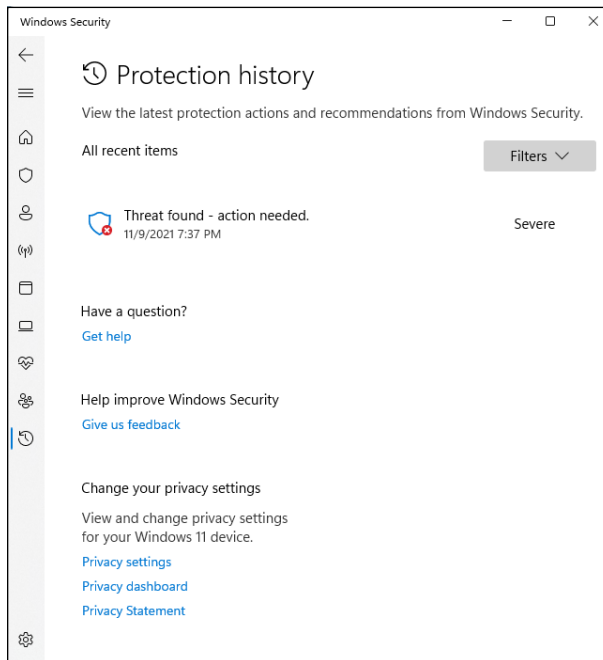 Windows Security
Protection history
View the latest protection actions and recommendations from Windows Security.
All recent items
Filters
Threat found - action needed.
11/9/2021 7:37 PM
Severe
Have a question?
Get help
Help improve Windows Security
Give us feedback
Change your privacy settings
View and change privacy settings
for your Windows 11 device.
Privacy settings
Privacy dashboard
Privacy Statement